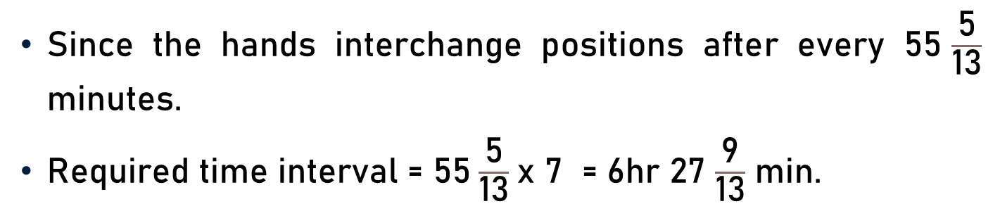 • Since the hands interchange positions after every 55 5/13
minutes.
• Required time interval = 55 5/13 x 7 = 6hr 27 9/13 min.